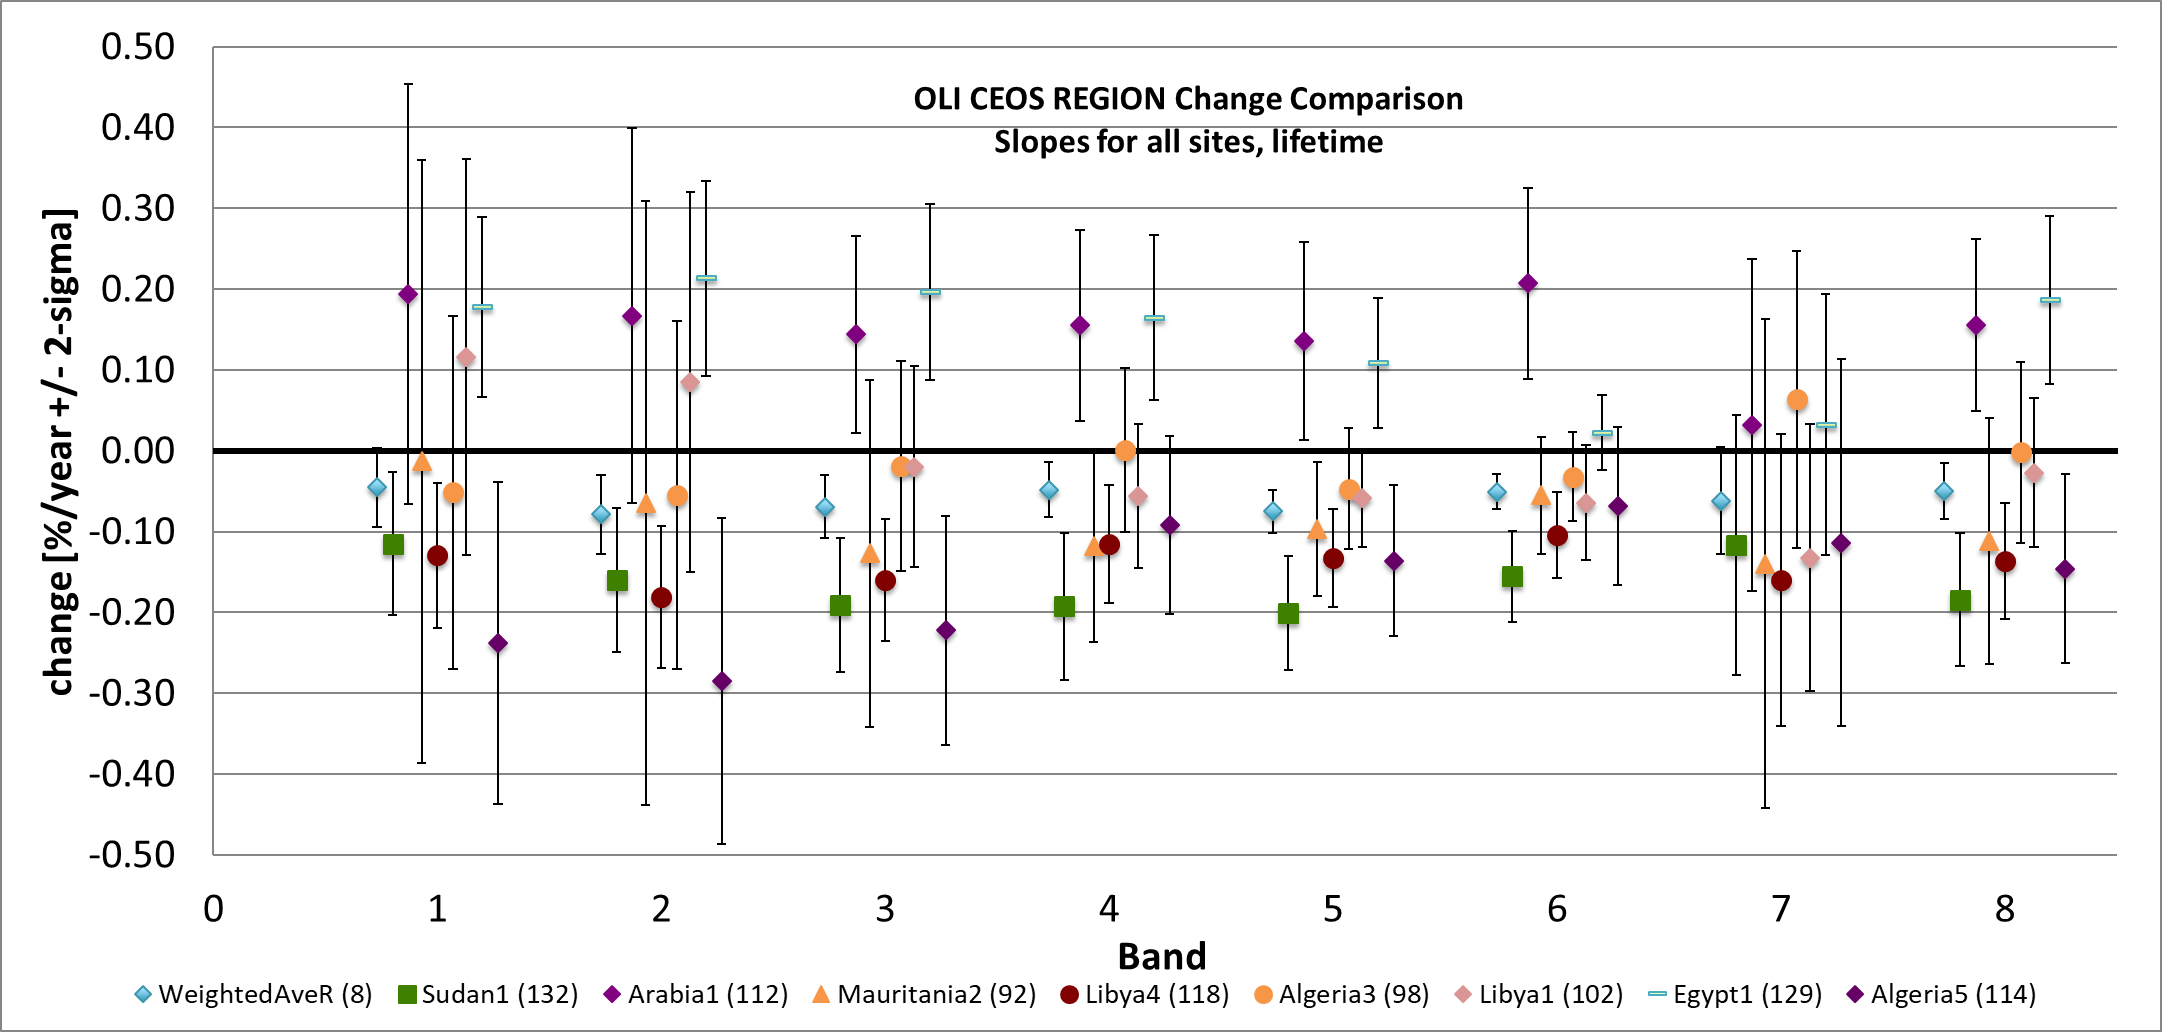 OLI CEOS REGION Change Comparison
Slopes for all sites, lifetime
change [%/year +/- 2-sigma]
0.50
0.40
0.30
0.20
0.10
0.00
-0.10
-0.20
-0.30
-0.40
-0.50
0 1 2 3 4 5 6 7 8
Band
WeightedAveR (8) Sudan1 (132) Arabia1 (112) Mauritania2 (92) Libya4 (118) Algeria3 (98) Libya1 (102) Egypt1 (129) Algeria5 (114)